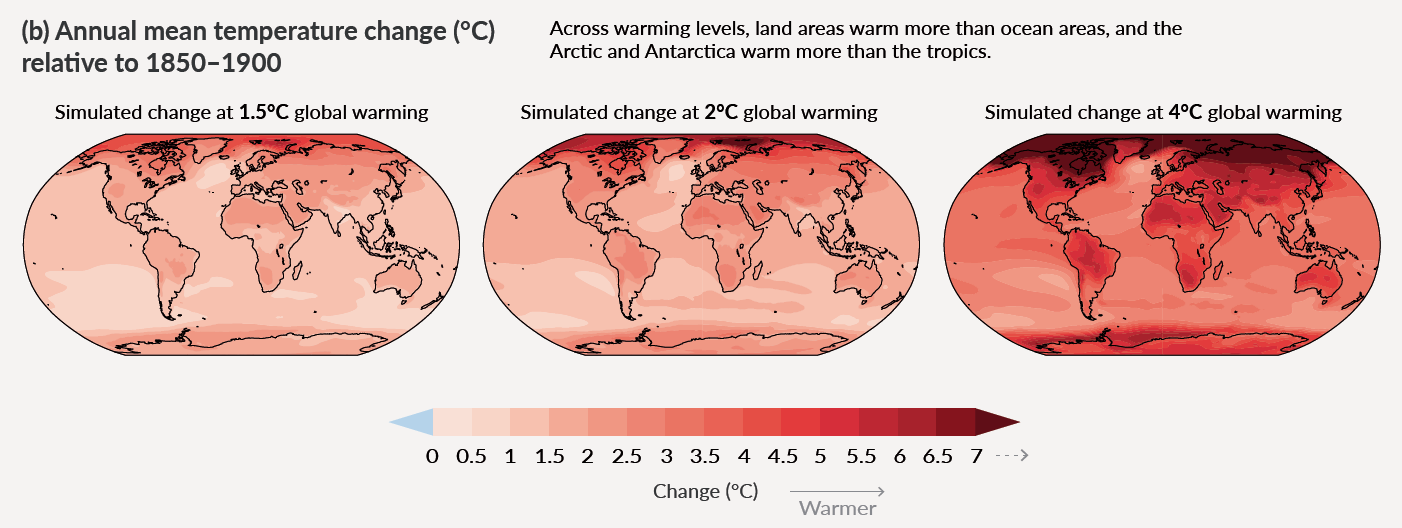 (b) Annual mean temperature change (°C)
relative to 1850–1900
Across warming levels, land areas warm more than ocean areas, and the
Arctic and Antarctica warm more than the tropics.
Simulated change at 1.5°C global warming
Simulated change at 2°C global warming
Simulated change at 4°C global warming
0 0.5 1 1.5 2 2.5 3 3.5 4 4.5 5 5.5 6 6.5 7
Change (°C)
Warmer